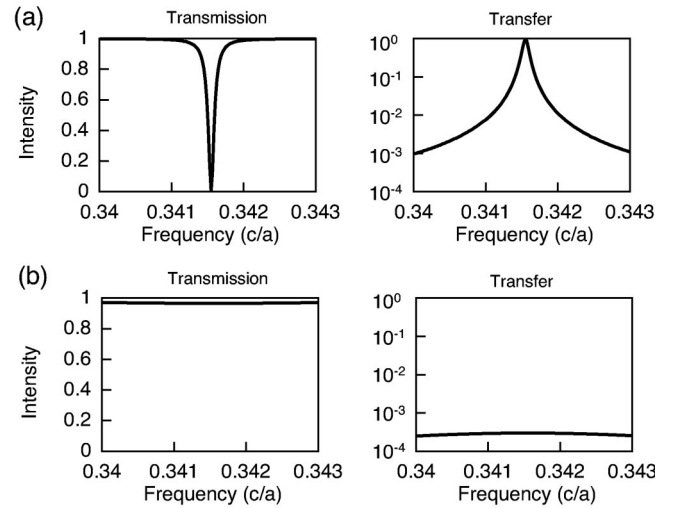 (a)
Transmission
Transfer
Intensity
1
0.8
0.6
0.4
0.2
0
10⁰
10⁻¹
10⁻²
10⁻³
10⁻⁴
0.34 0.341 0.342 0.343
0.34 0.341 0.342 0.343
Frequency (c/a)
Frequency (c/a)
(b)
Transmission
Transfer
Intensity
1
0.8
0.6
0.4
0.2
0
10⁰
10⁻¹
10⁻²
10⁻³
10⁻⁴
0.34 0.341 0.342 0.343
0.34 0.341 0.342 0.343
Frequency (c/a)
Frequency (c/a)